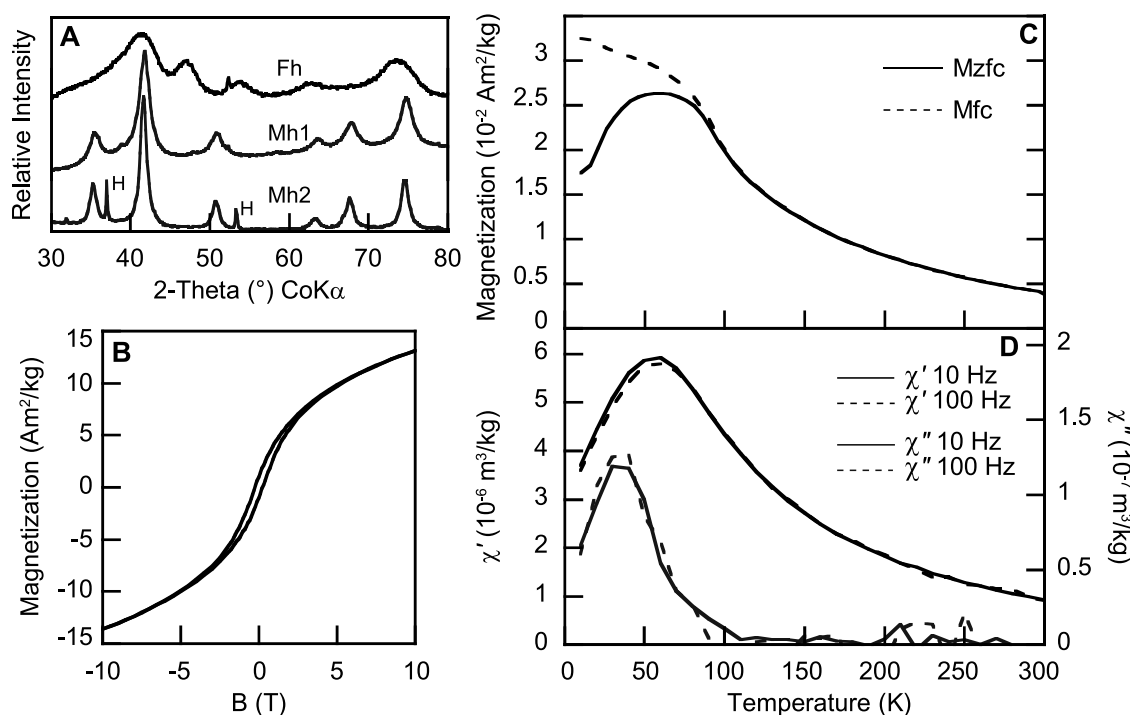 A
Relative Intensity
Fh
Mh1
H
Mh2
H
30 40 50 60 70 80
2-Theta (°) CoKα
B
Magnetization (Am²/kg)
15
10
5
0
-5
-10
-15
-10 -5 0 5 10
B (T)
C
Magnetization (10⁻² Am²/kg)
3
2.5
2
1.5
1
0.5
0
Mzfc
Mfc
D
χ′ (10⁻⁶ m³/kg)
6
5
4
3
2
1
0
χ′ 10 Hz
χ′ 100 Hz
χ″ 10 Hz
χ″ 100 Hz
2
1.5
1
0.5
0
χ″ (10⁻⁷ m³/kg)
0 50 100 150 200 250 300
Temperature (K)